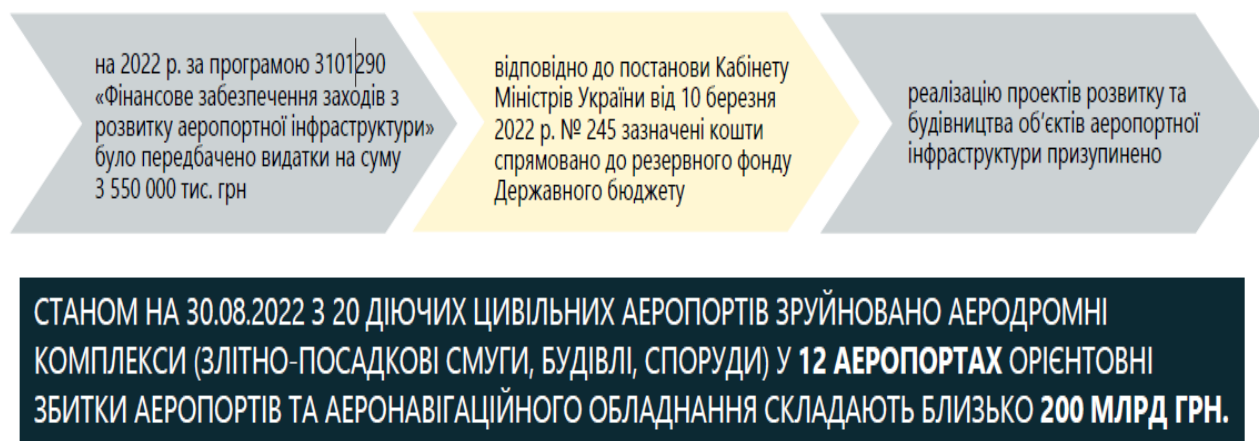 на 2022 р. за програмою 3101290
«Фінансове забезпечення заходів з
розвитку аеропортної інфраструктури»
було передбачено видатки на суму
3 550 000 тис. грн
відповідно до постанови Кабінету
Міністрів України від 10 березня
2022 р. № 245 зазначені кошти
спрямовано до резервного фонду
Державного бюджету
реалізацію проектів розвитку та
будівництва об’єктів аеропортної
інфраструктури призупинено
СТАНОМ НА 30.08.2022 З 20 ДІЮЧИХ ЦИВІЛЬНИХ АЕРОПОРТІВ ЗРУЙНОВАНО АЕРОДРОМНІ
КОМПЛЕКСИ (ЗЛІТНО-ПОСАДКОВІ СМУГИ, БУДІВЛІ, СПОРУДИ) У 12 АЕРОПОРТАХ ОРІЄНТОВНІ
ЗБИТКИ АЕРОПОРТІВ ТА АЕРОНАВІГАЦІЙНОГО ОБЛАДНАННЯ СКЛАДАЮТЬ БЛИЗЬКО 200 МЛРД ГРН.